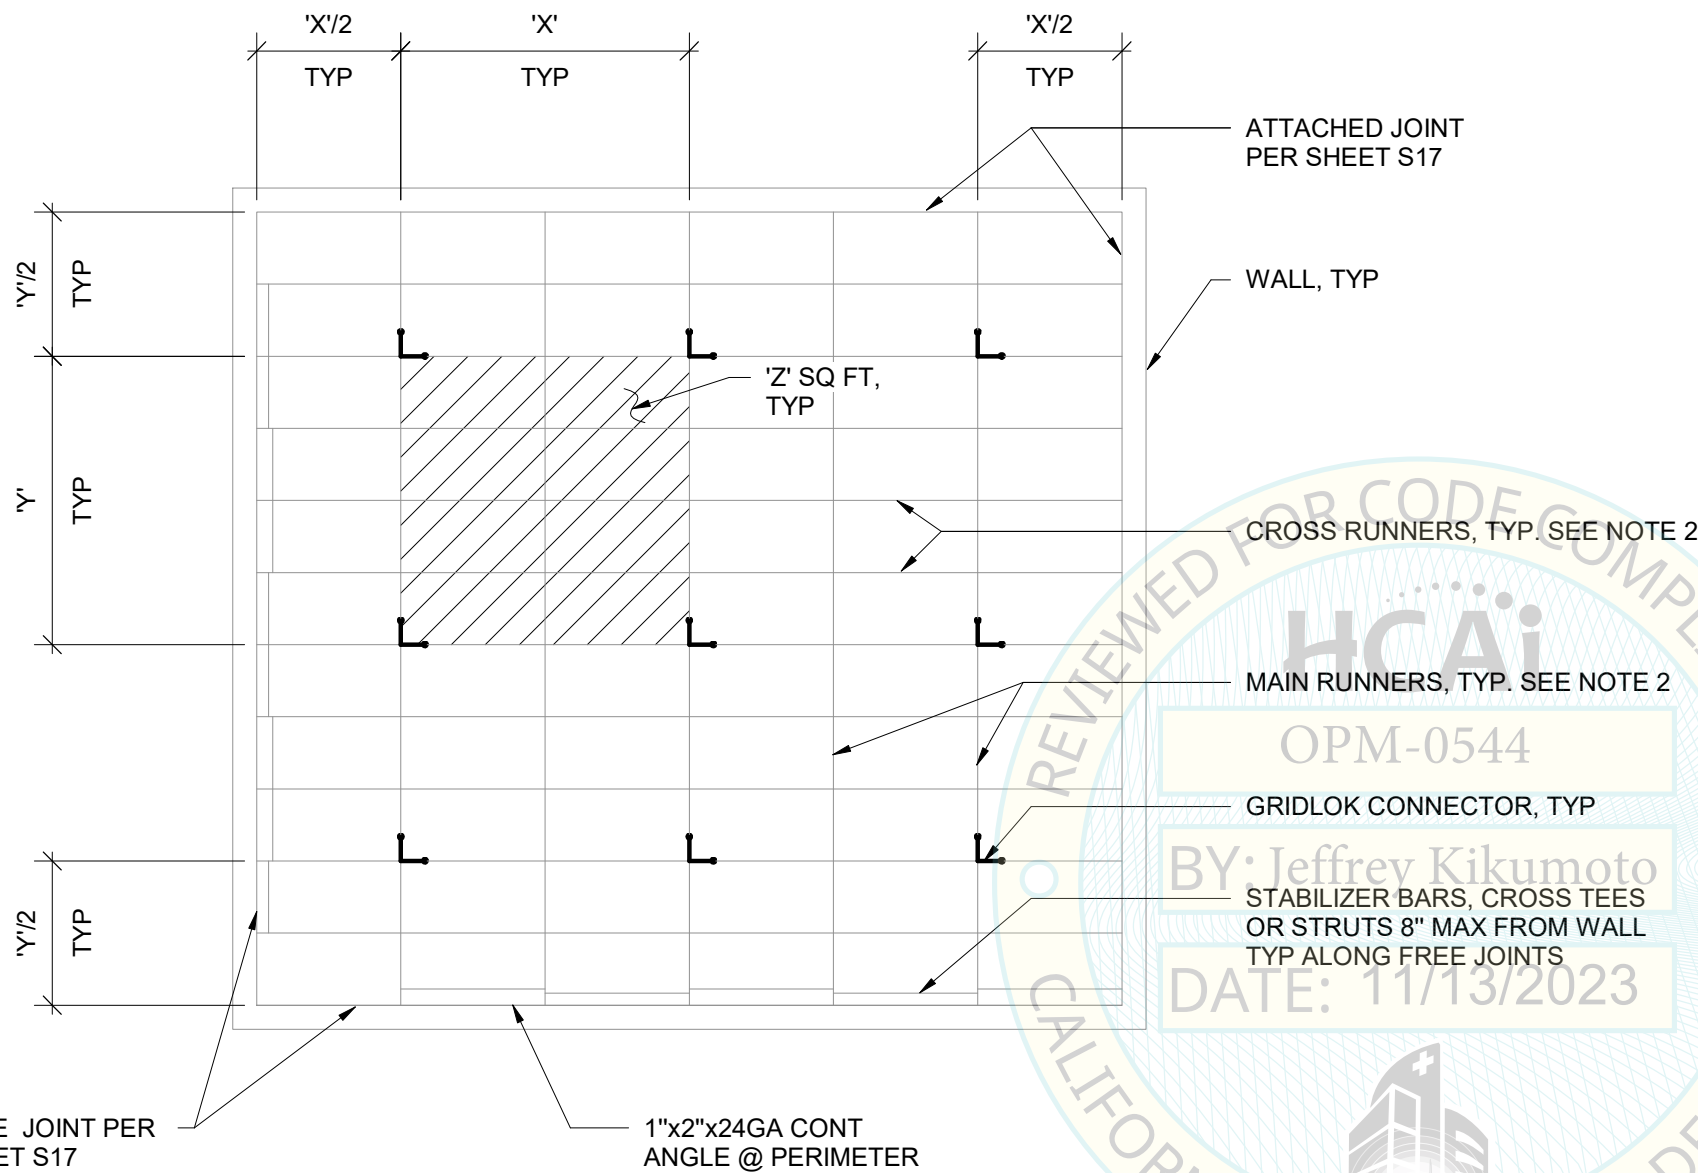 'X'/2
TYP
'X'
TYP
'X'/2
TYP
ATTACHED JOINT
PER SHEET S17
'Y'/2
TYP
WALL, TYP
'Z' SQ FT,
TYP
'Y'
TYP
CROSS RUNNERS, TYP. SEE NOTE 2
MAIN RUNNERS, TYP. SEE NOTE 2
GRIDLOK CONNECTOR, TYP
STABILIZER BARS, CROSS TEES
OR STRUTS 8" MAX FROM WALL
TYP ALONG FREE JOINTS
'Y'/2
TYP
JOINT PER
S17
1"x2"x24GA CONT
ANGLE @ PERIMETER
REVIEWED FOR CODE
HCAi
OPM-0544
BY: Jeffrey Kikumoto
DATE: 11/13/2023